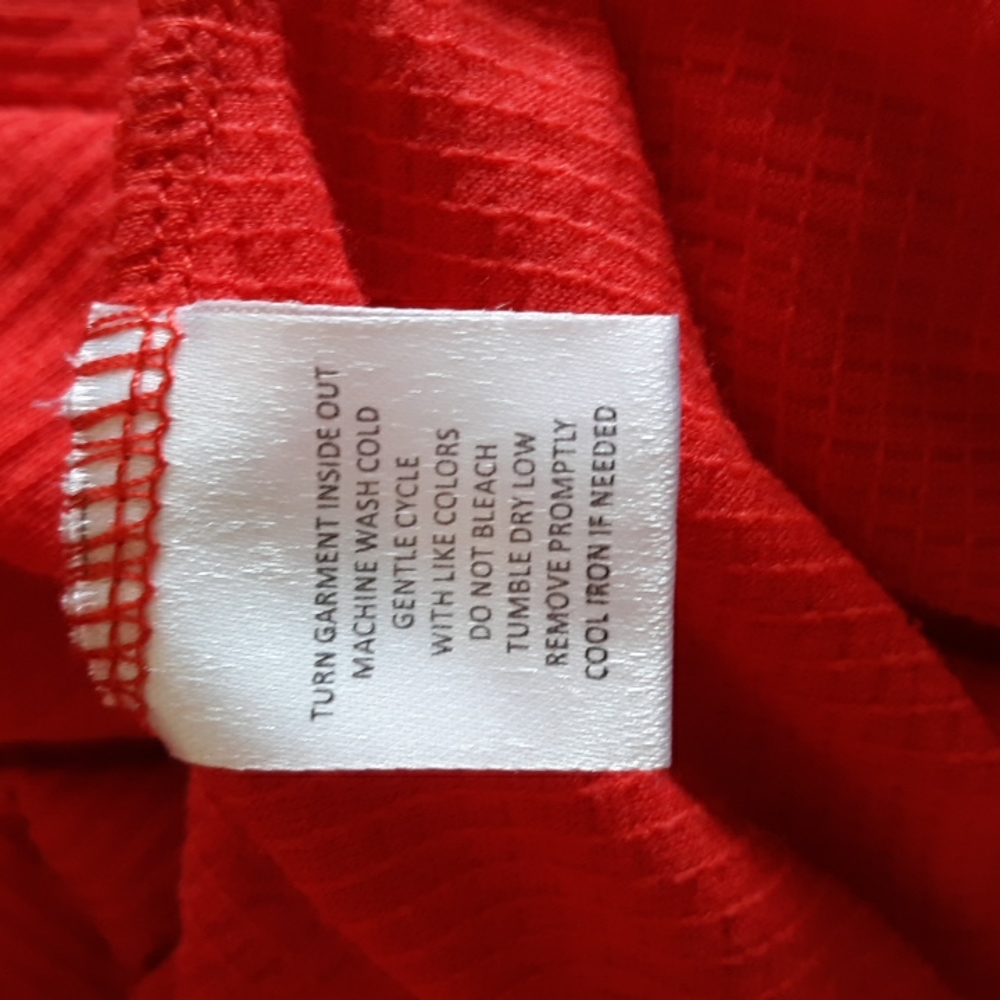 TURN GARMENT INSIDE OUT
MACHINE WASH COLD
GENTLE CYCLE
WITH LIKE COLORS
DO NOT BLEACH
TUMBLE DRY LOW
REMOVE PROMPTLY
COOL IRON IF NEEDED